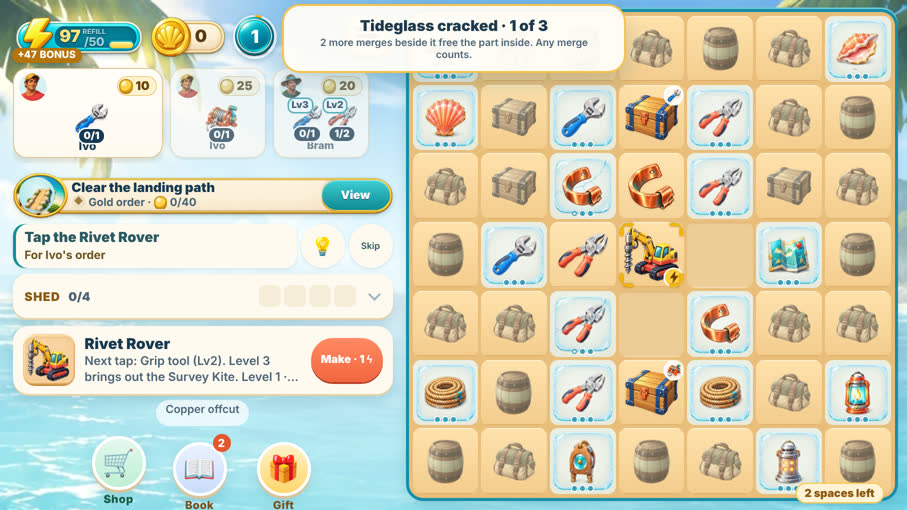 97 REFILL /50
+47 BONUS
0
1
Tideglass cracked · 1 of 3
2 more merges beside it free the part inside. Any merge
counts.
10
0/1
Ivo
25
0/1
Ivo
20
Lv3
Lv2
0/1
1/2
Bram
Clear the landing path
Gold order · 0/40
View
Tap the Rivet Rover
For Ivo's order
Skip
SHED 0/4
Rivet Rover
Next tap: Grip tool (Lv2). Level 3
brings out the Survey Kite. Level 1 ·...
Make · 1
Copper offcut
2
Shop
Book
Gift
2 spaces left